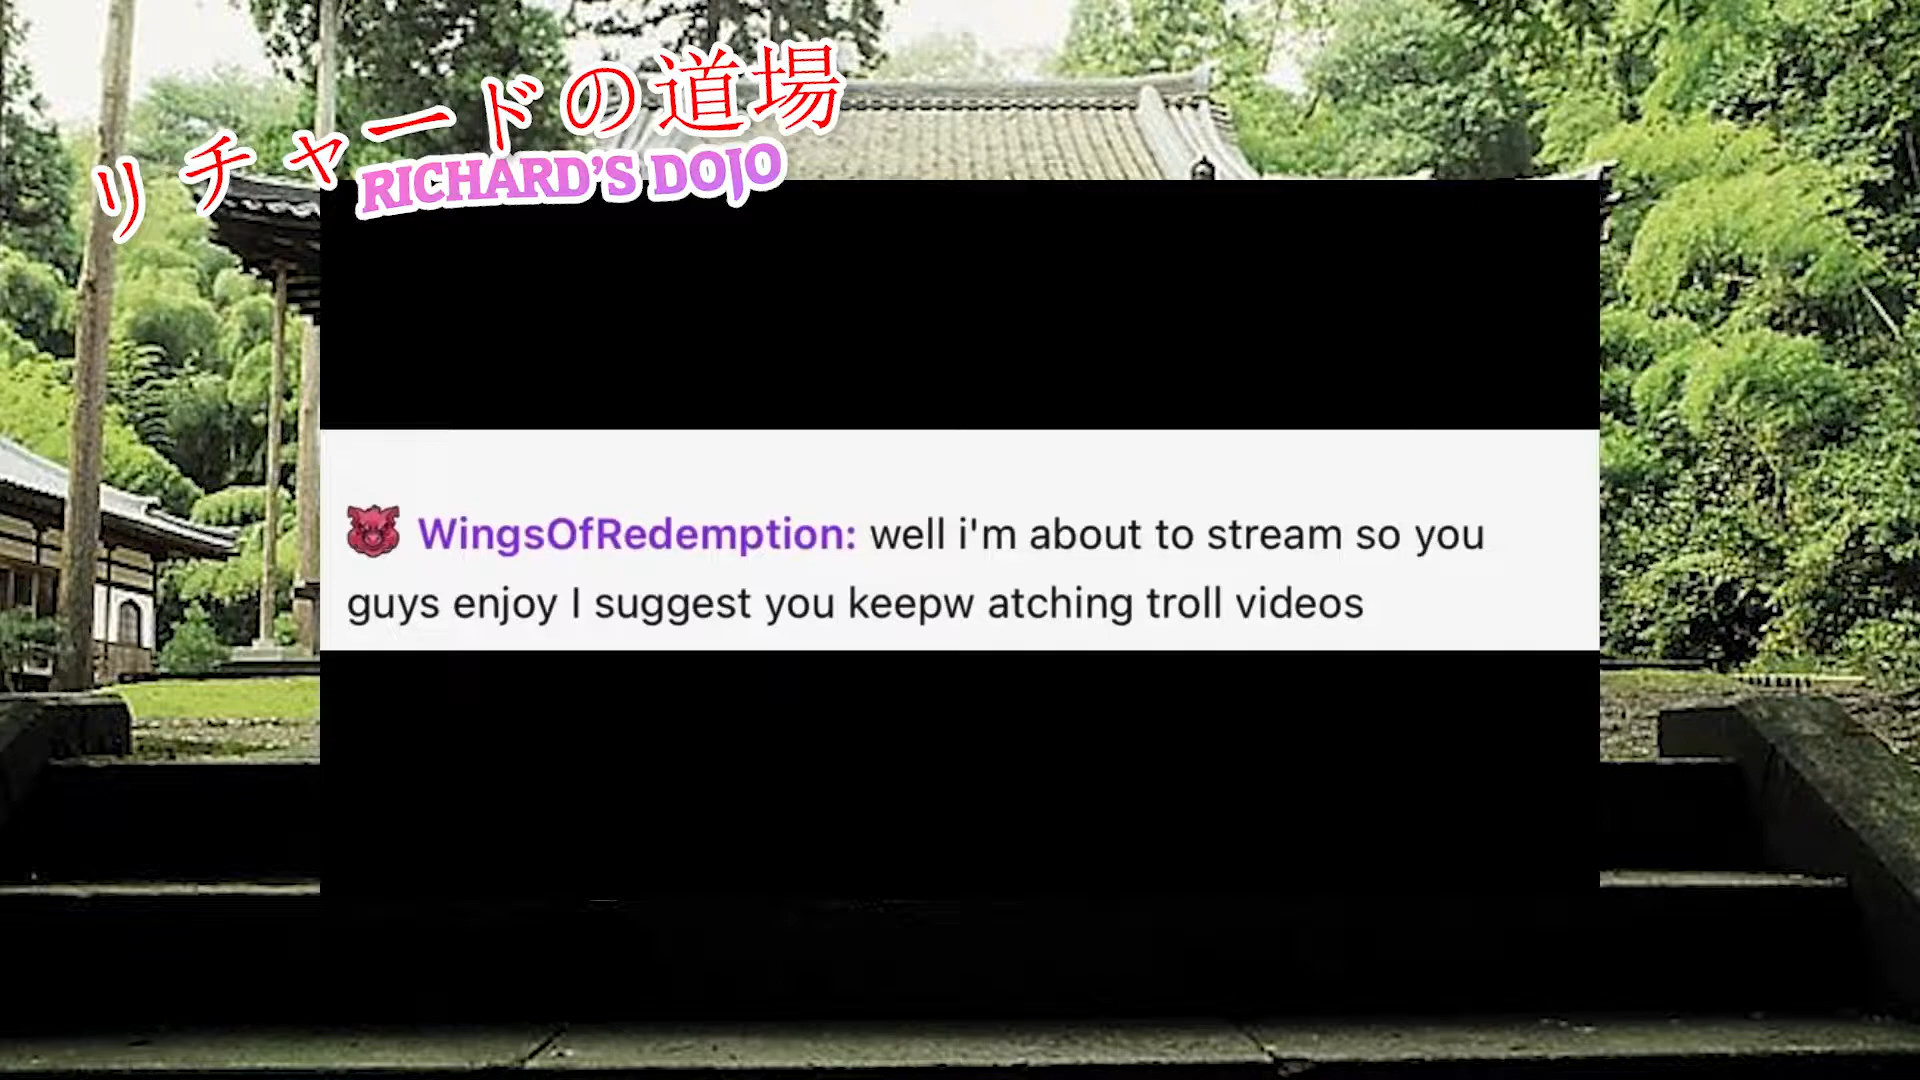 リチャードの道場
RICHARD'S DOJO
WingsOfRedemption: well i'm about to stream so you
guys enjoy I suggest you keepw atching troll videos